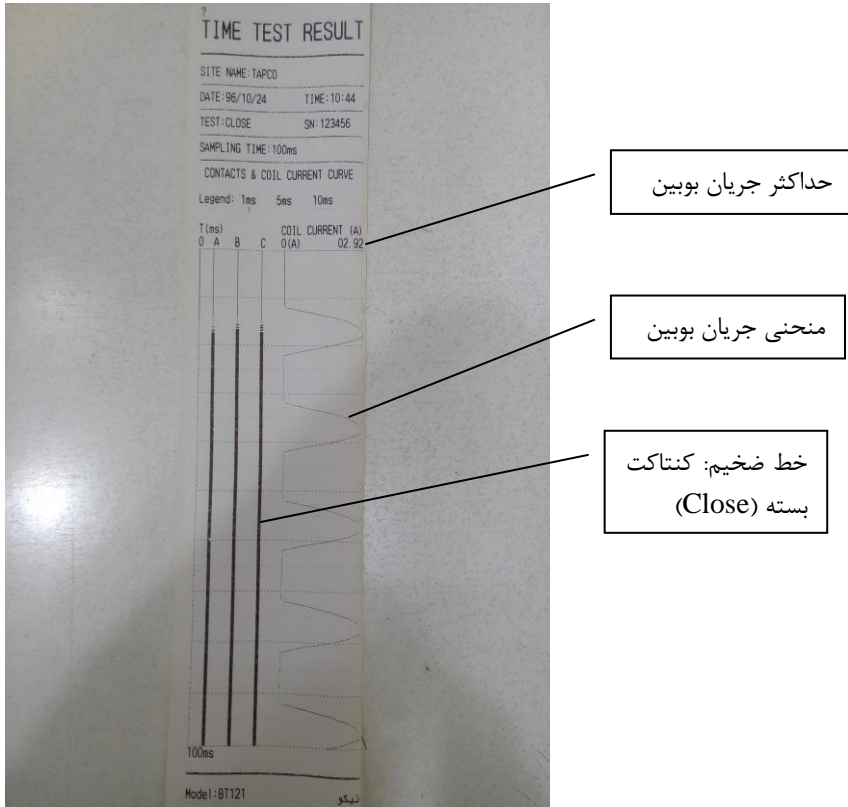 ?
TIME TEST RESULT
SITE NAME:TAPCO
DATE:96/10/24 TIME:10:44
TEST:CLOSE SN:123456
SAMPLING TIME:100ms
CONTACTS & COIL CURRENT CURVE
Legend: 1ms 5ms 10ms
T(ms) COIL CURRENT (A)
0 A B C 0(A) 02.92
100ms
Model:BT121 تپکو
حداکثر جریان بوبین
منحنی جریان بوبین
خط ضخیم: کنتاکت
بسته (Close)